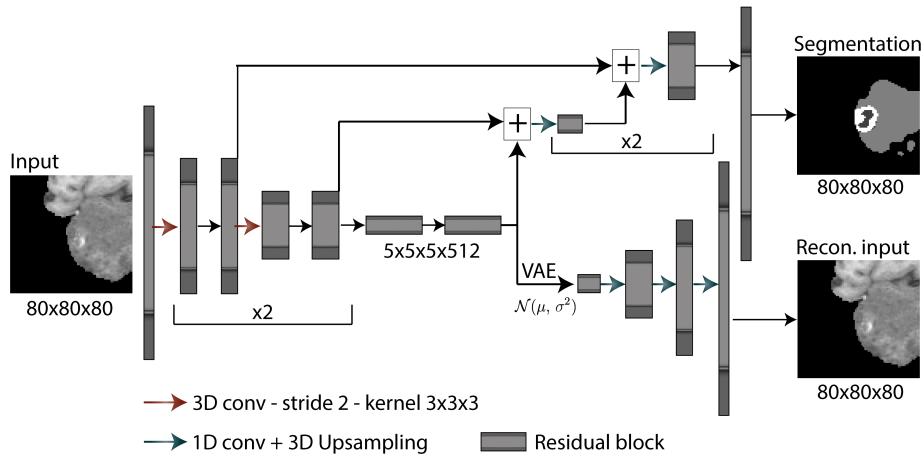 Segmentation
+
+
x2
Input
80x80x80
Recon. input
5x5x5x512
VAE
80x80x80
𝒩(μ, σ²)
x2
80x80x80
3D conv - stride 2 - kernel 3x3x3
1D conv + 3D Upsampling
Residual block